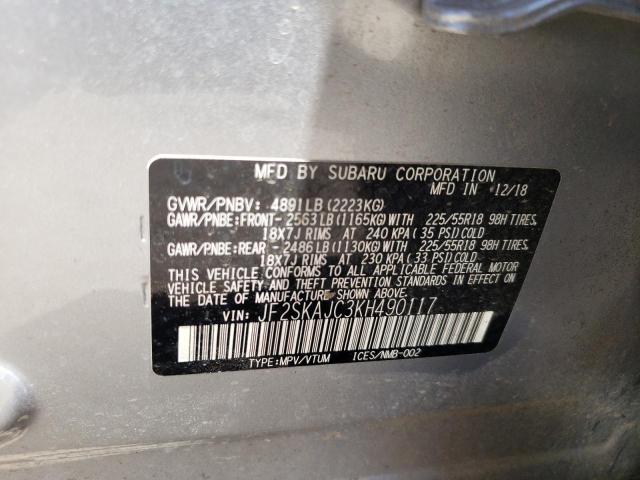 MFD BY SUBARU CORPORATION
MFD IN 12/18
GVWR/PNBV: 4891LB(2223KG)
GAWR/PNBE:FRONT-2563LB(1165KG)WITH 225/55R18 98H TIRES
18X7J RIMS AT 240 KPA(35 PSI)COLD
GAWR/PNBE:REAR -2486LB(1130KG)WITH 225/55R18 98H TIRES
18X7J RIMS AT 230 KPA(33 PSI)COLD
THIS VEHICLE CONFORMS TO ALL APPLICABLE FEDERAL MOTOR
VEHICLE SAFETY AND THEFT PREVENTION STANDARDS IN EFFECT
ON THE DATE OF MANUFACTURE SHOWN ABOVE.
VIN: JF2SKAJC3KH490117
TYPE:MPV/VTUM ICES/NMB-002